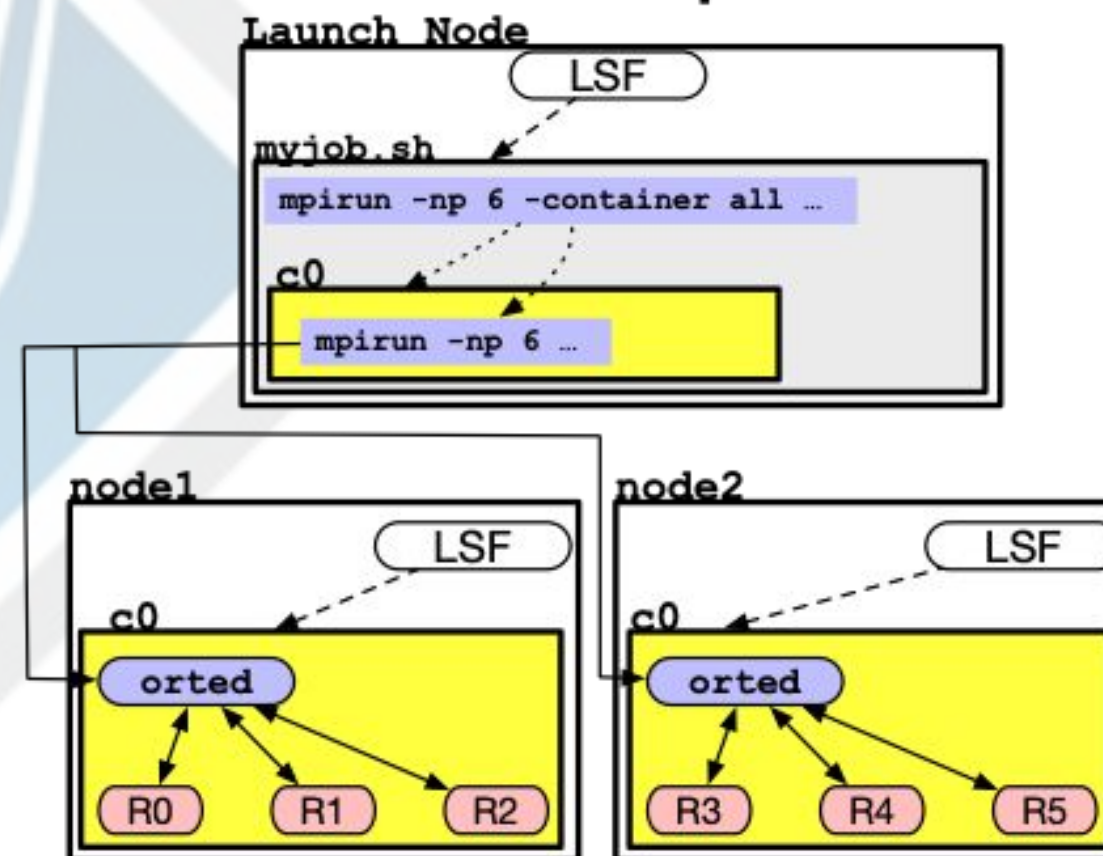 Launch Node
LSF
myjob.sh
mpirun -np 6 -container all …
c0
mpirun -np 6 …
node1
node2
LSF
LSF
c0
c0
orted
orted
R0 R1 R2
R3 R4 R5